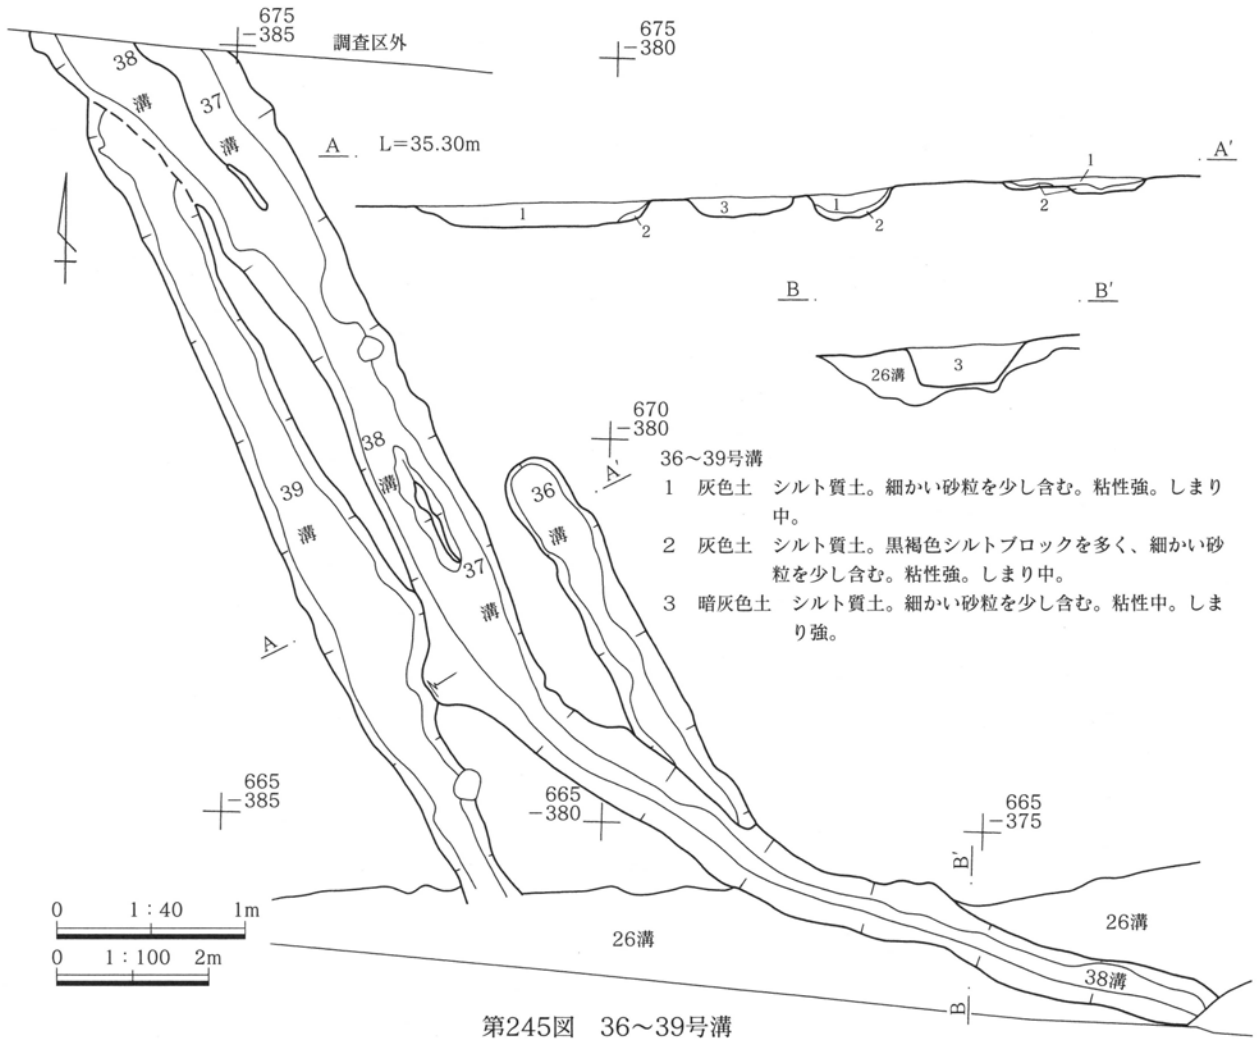 675
-385
調査区外
675
-380
38
溝
37
溝
A
L=35.30m
A'
1
1
2
3
1
2
2
B
B'
26溝
3
670
-380
A'
36~39号溝
1 灰色土 シルト質土。細かい砂粒を少し含む。粘性強。しまり
中。
2 灰色土 シルト質土。黒褐色シルトブロックを多く、細かい砂
粒を少し含む。粘性強。しまり中。
3 暗灰色土 シルト質土。細かい砂粒を少し含む。粘性中。しま
り強。
38
溝
39
溝
36
溝
37
溝
A
665
-385
665
-380
665
-375
B'
0 1:40 1m
0 1:100 2m
26溝
26溝
38溝
B
第245図 36~39号溝